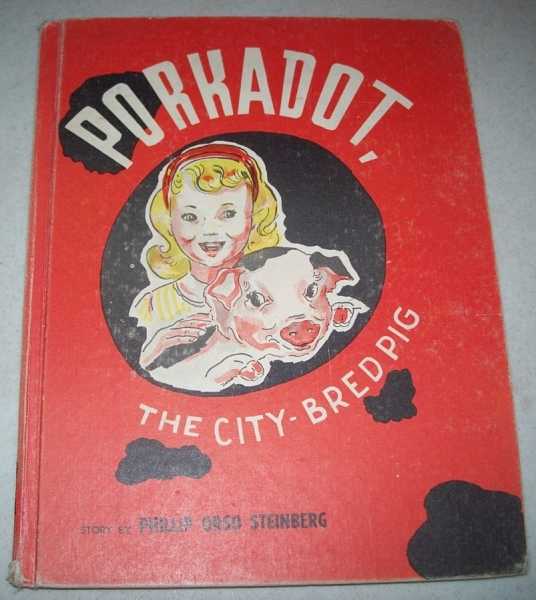 PORKADOT,
THE CITY-BRED PIG
STORY BY PHILLIP ORSO STEINBERG